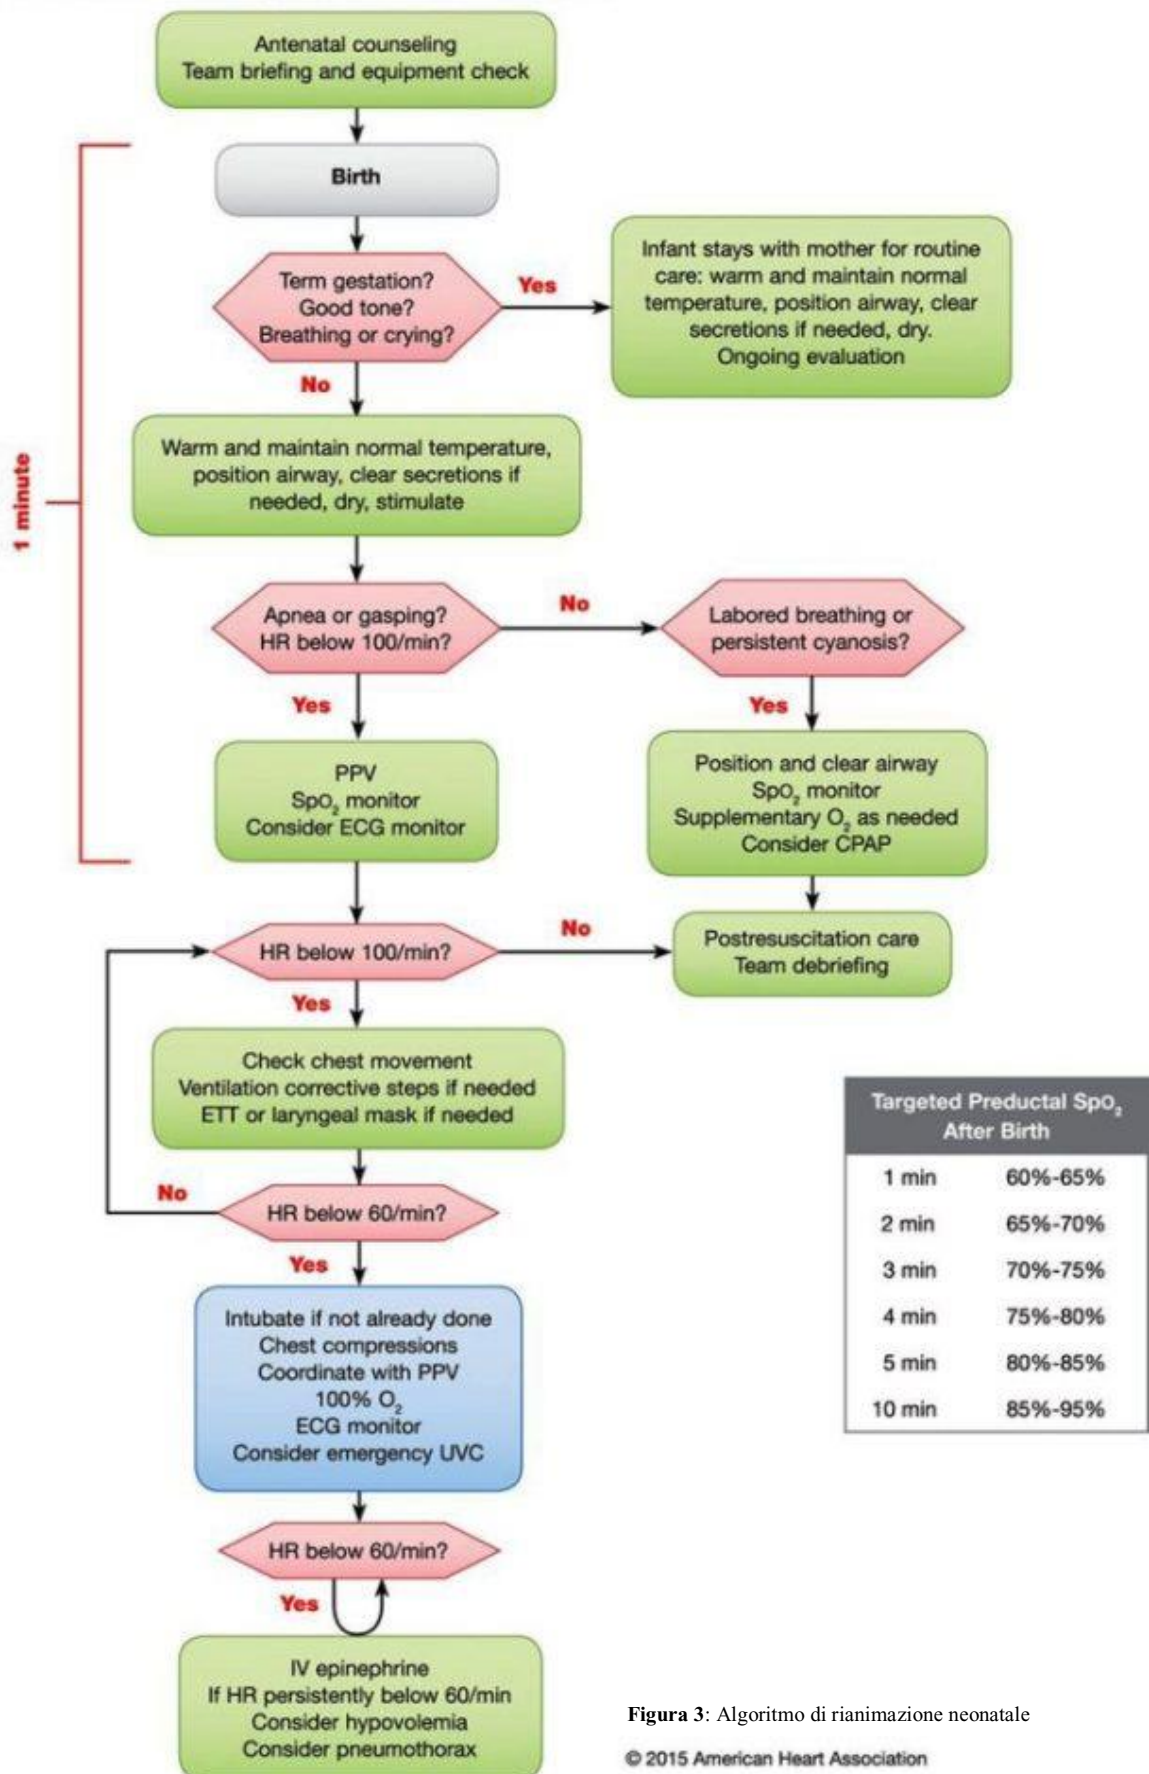 Antenatal counseling
Team briefing and equipment check
Birth
Term gestation?
Good tone?
Breathing or crying?
Yes
Infant stays with mother for routine
care: warm and maintain normal
temperature, position airway, clear
secretions if needed, dry.
Ongoing evaluation
No
1 minute
Warm and maintain normal temperature,
position airway, clear secretions if
needed, dry, stimulate
Apnea or gasping?
HR below 100/min?
No
Labored breathing or
persistent cyanosis?
Yes
Yes
PPV
SpO₂ monitor
Consider ECG monitor
Position and clear airway
SpO₂ monitor
Supplementary O₂ as needed
Consider CPAP
HR below 100/min?
No
Postresuscitation care
Team debriefing
Yes
Check chest movement
Ventilation corrective steps if needed
ETT or laryngeal mask if needed
No
HR below 60/min?
Yes
Intubate if not already done
Chest compressions
Coordinate with PPV
100% O₂
ECG monitor
Consider emergency UVC
HR below 60/min?
Yes
IV epinephrine
If HR persistently below 60/min
Consider hypovolemia
Consider pneumothorax
Targeted Preductal SpO₂
After Birth
1 min 60%-65%
2 min 65%-70%
3 min 70%-75%
4 min 75%-80%
5 min 80%-85%
10 min 85%-95%
Figura 3: Algoritmo di rianimazione neonatale
© 2015 American Heart Association